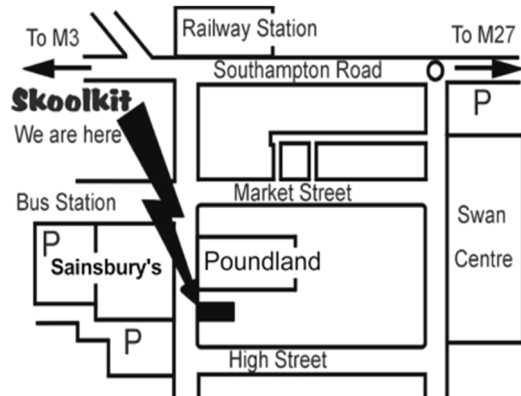 Railway Station
To M3
To M27
Southampton Road
Skoolkit
We are here
P
Market Street
Bus Station
Swan
Centre
P
Sainsbury's
Poundland
P
High Street